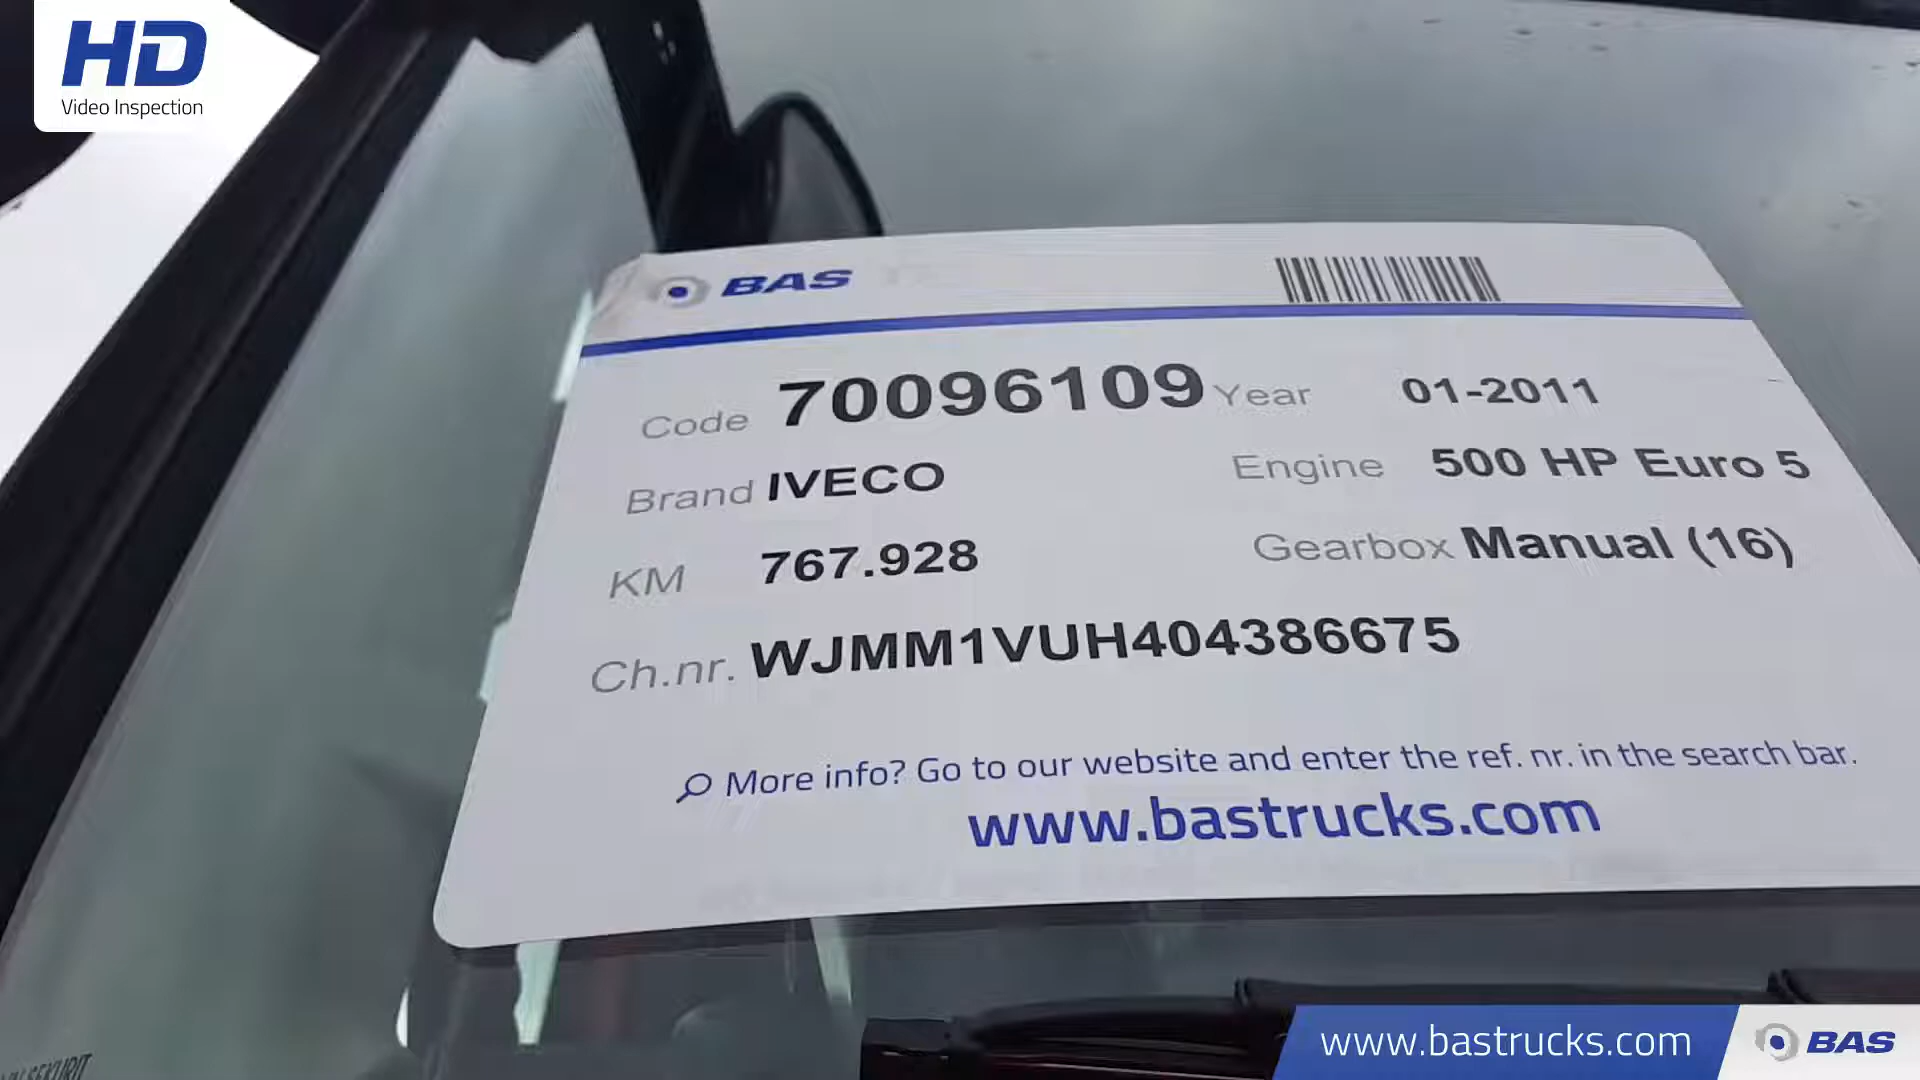 HD
Video Inspection
BAS
Code 70096109 Year 01-2011
Brand IVECO Engine 500 HP Euro 5
KM 767.928 Gearbox Manual (16)
Ch.nr. WJMM1VUH404386675
More info? Go to our website and enter the ref. nr. in the search bar.
www.bastrucks.com
www.bastrucks.com BAS